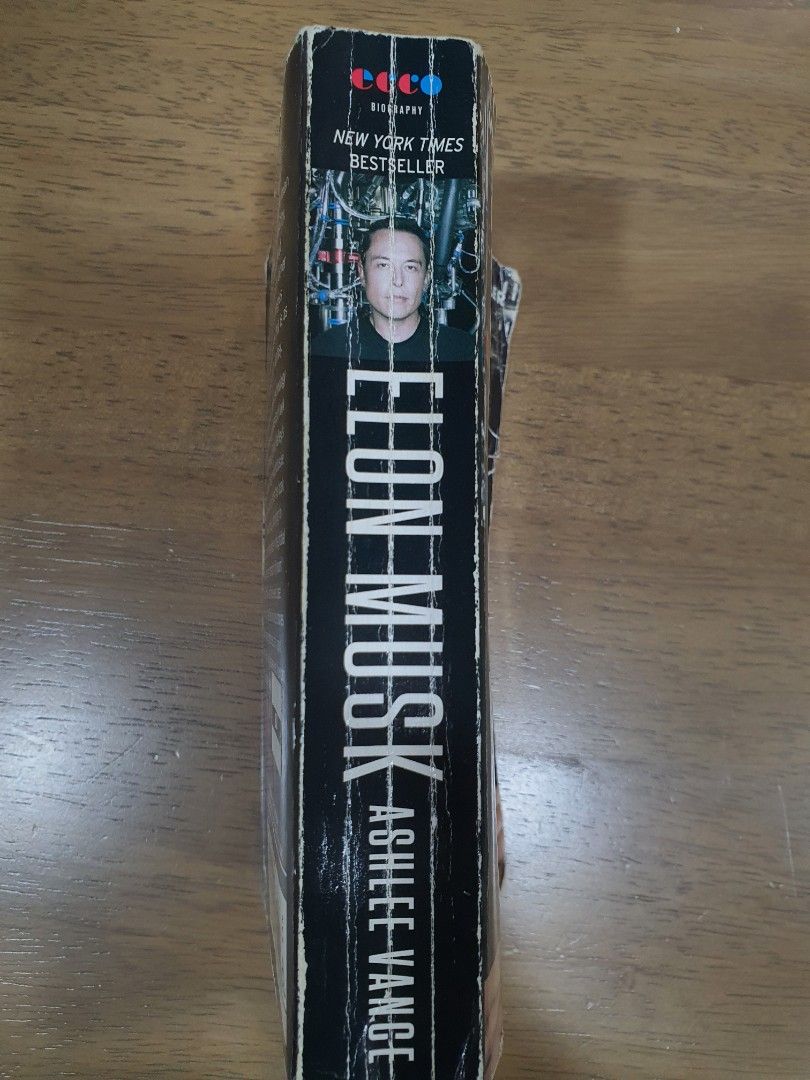 ecco
BIOGRAPHY
NEW YORK TIMES
BESTSELLER
ELON MUSK
ASHLEE VANCE